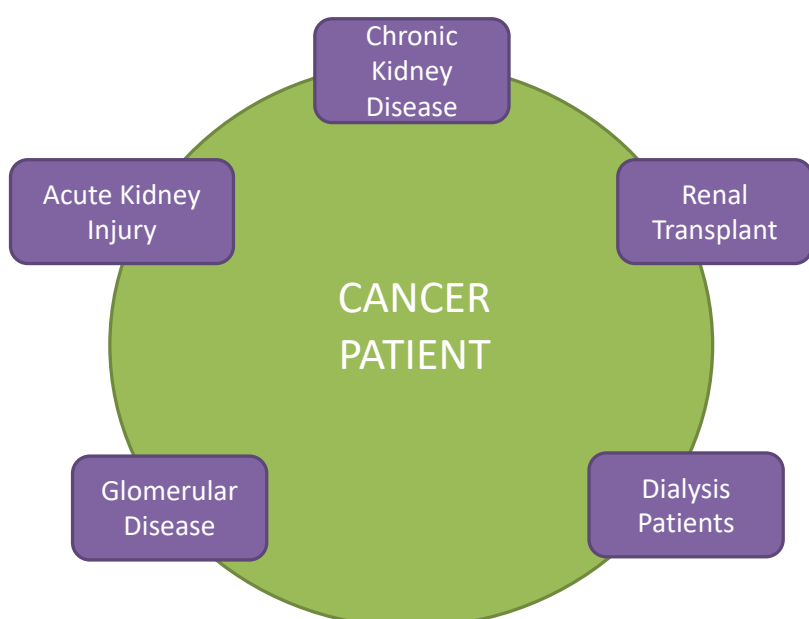 Chronic
Kidney
Disease
Acute Kidney
Injury
Renal
Transplant
CANCER
PATIENT
Glomerular
Disease
Dialysis
Patients